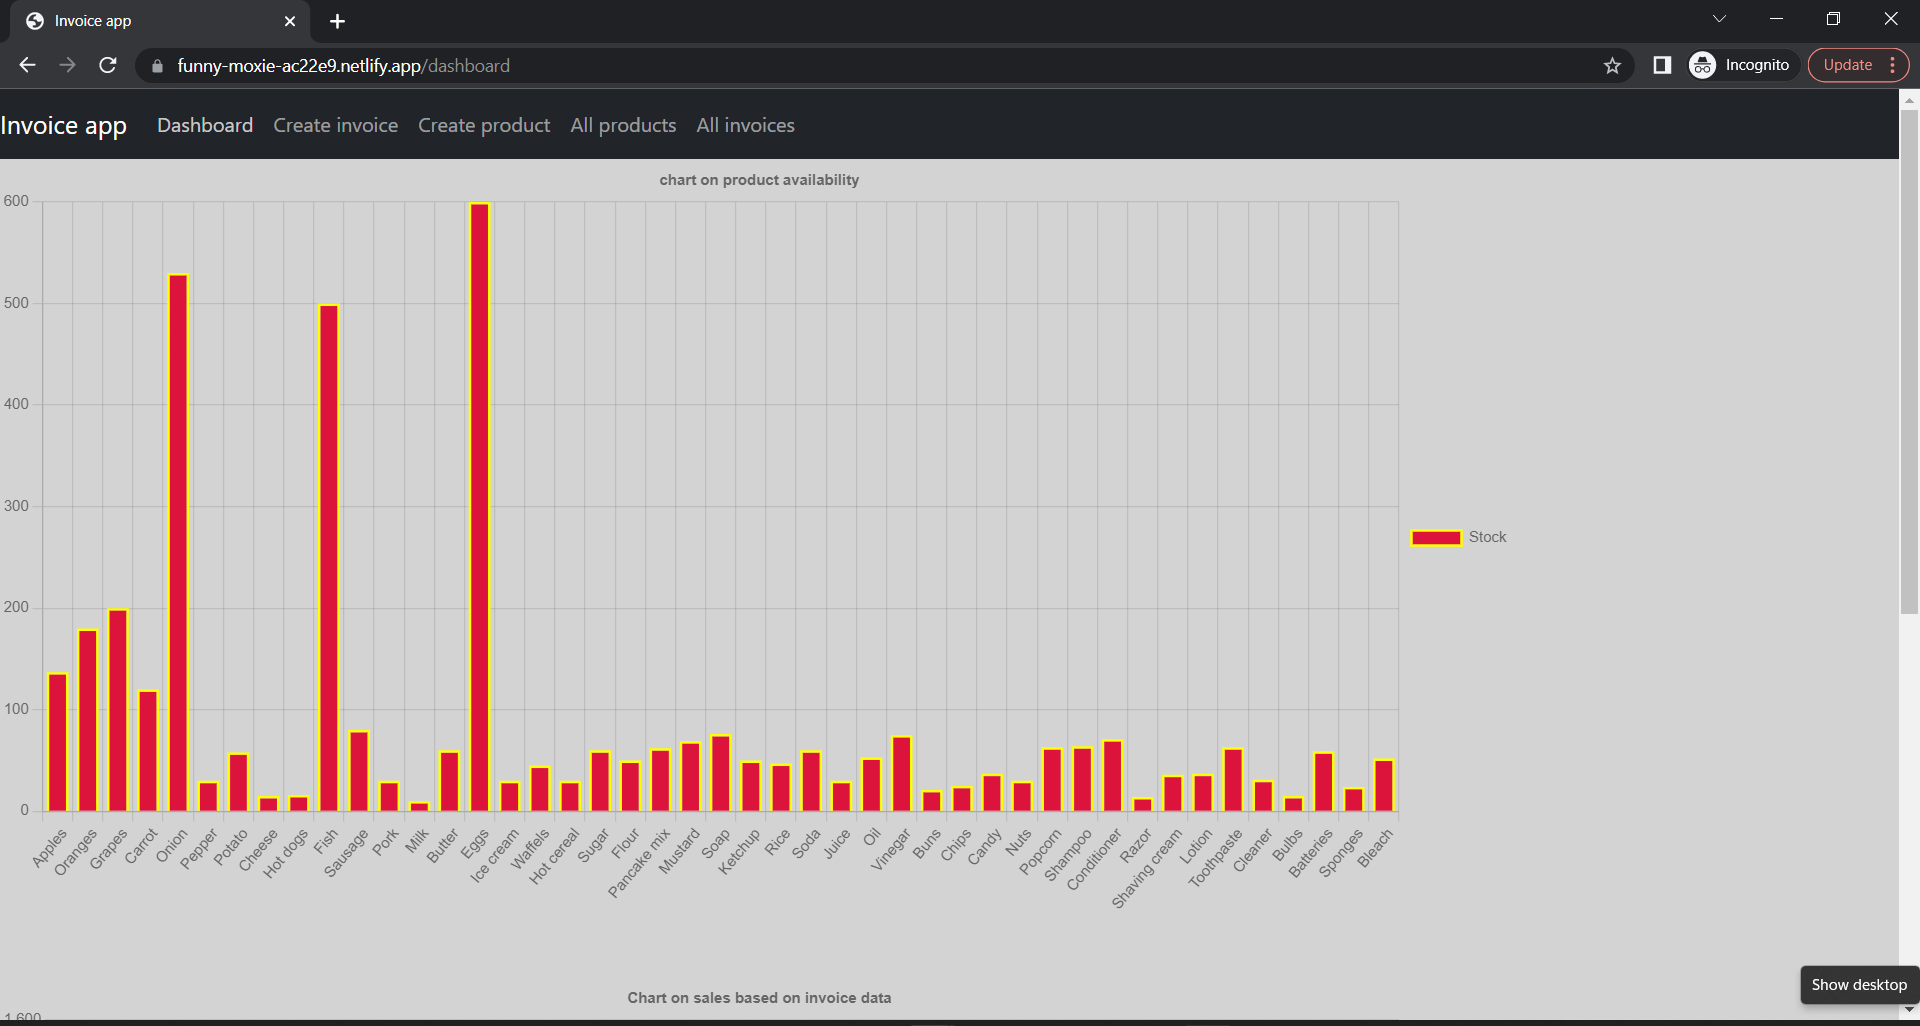 Invoice app
funny-moxie-ac22e9.netlify.app/dashboard
Incognito
Update
Invoice app Dashboard Create invoice Create product All products All invoices
chart on product availability
600
500
400
300
200
100
0
Stock
Apples
Oranges
Grapes
Carrot
Onion
Pepper
Potato
Cheese
Hot dogs
Fish
Sausage
Pork
Milk
Butter
Eggs
Ice cream
Waffels
Hot cereal
Sugar
Flour
Pancake mix
Mustard
Soap
Ketchup
Rice
Soda
Juice
Oil
Vinegar
Buns
Chips
Candy
Nuts
Popcorn
Shampoo
Conditioner
Razor
Shaving cream
Lotion
Toothpaste
Cleaner
Bulbs
Batteries
Sponges
Bleach
Show desktop
Chart on sales based on invoice data
1,600